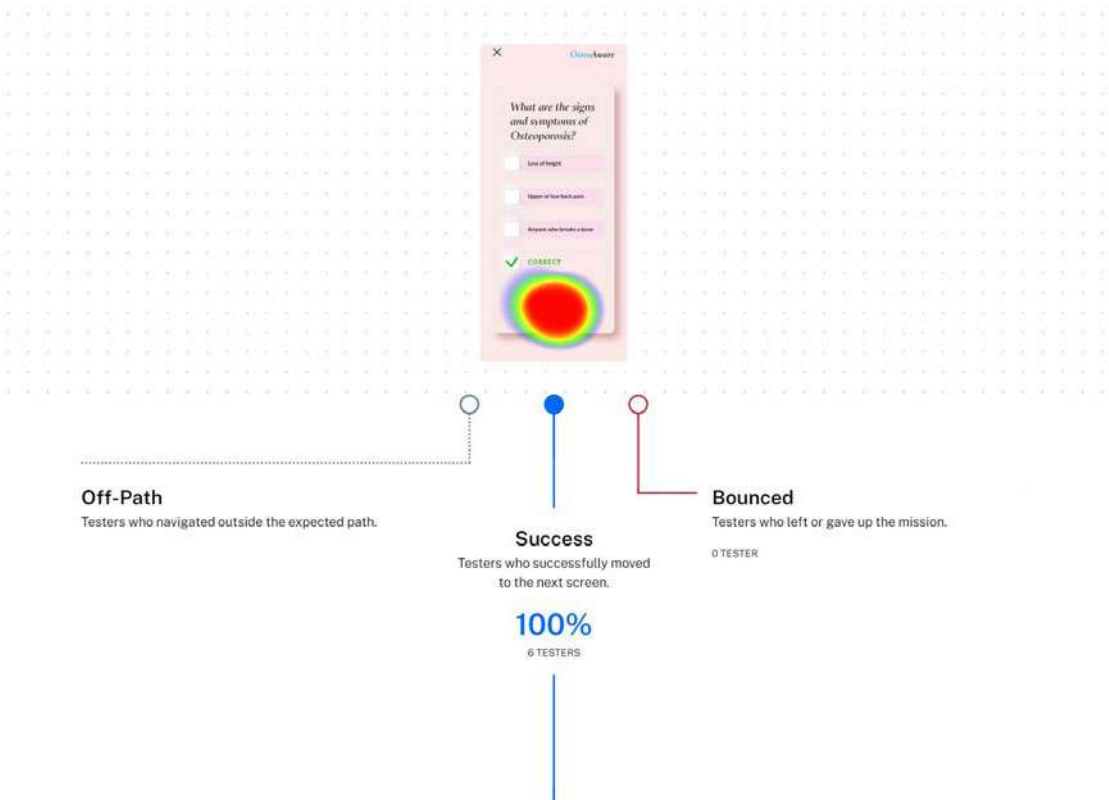 OsteoAware
What are the signs
and symptoms of
Osteoporosis?
Loss of height
Upper or low back pain
Anyone who breaks a bone
CORRECT
Off-Path
Testers who navigated outside the expected path.
Success
Testers who successfully moved
to the next screen.
100%
6 TESTERS
Bounced
Testers who left or gave up the mission.
0 TESTER